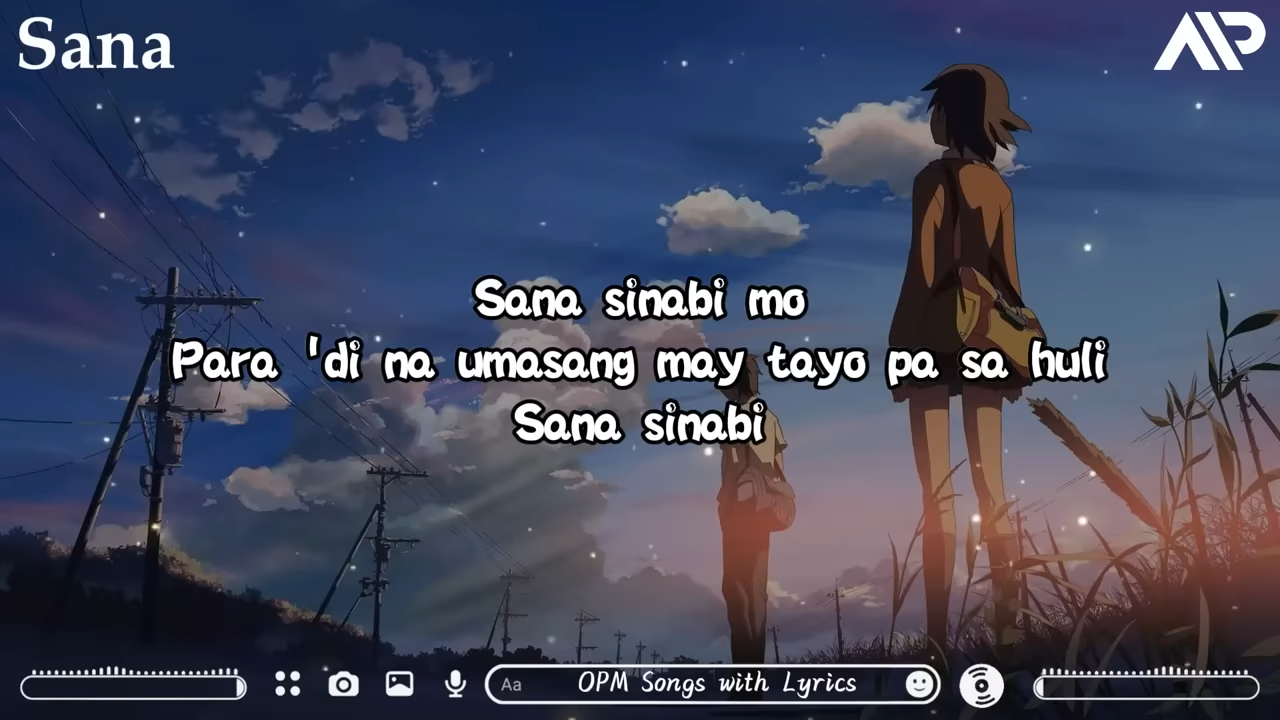 Sana
AP
Sana sinabi mo
Para 'di na umasang may tayo pa sa huli
Sana sinabi
Aa OPM Songs with Lyrics